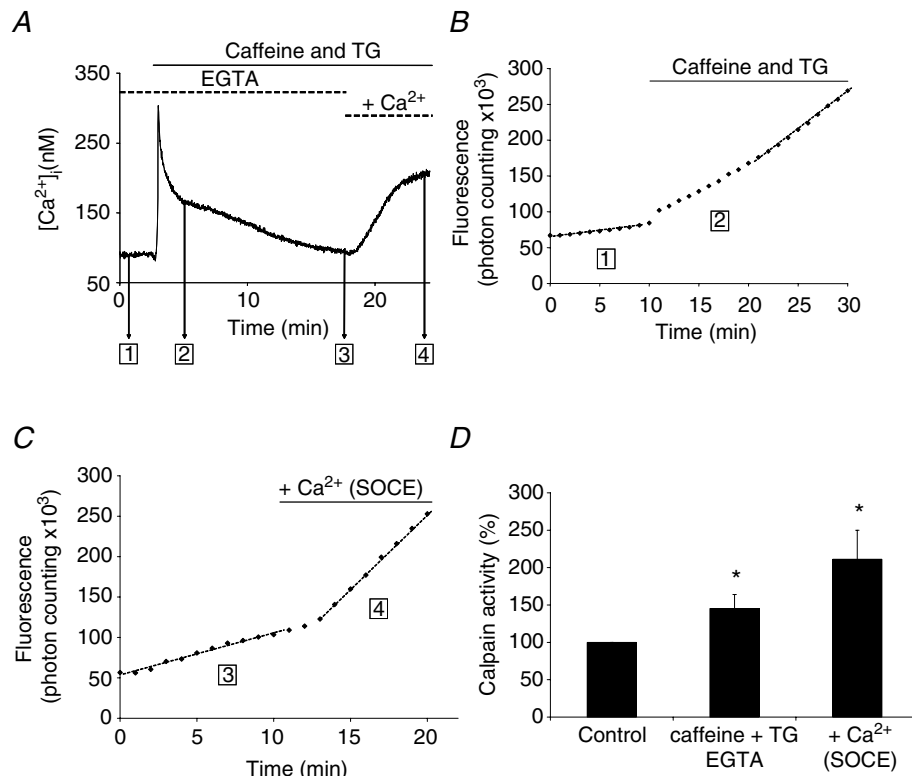 A
Caffeine and TG
350
EGTA
+ Ca²⁺
250
[Ca²⁺]ᵢ(nM)
150
50
0
10
20
Time (min)
1
2
3
4
B
Caffeine and TG
300
250
200
150
100
50
0
Fluorescence
(photon counting x10³)
1
2
0
5
10
15
20
25
30
Time (min)
C
+ Ca²⁺ (SOCE)
300
250
200
150
100
50
0
Fluorescence
(photon counting x10³)
3
4
0
5
10
15
20
Time (min)
D
300
250
200
150
100
50
0
Calpain activity (%)
*
*
Control
caffeine + TG
EGTA
+ Ca²⁺
(SOCE)